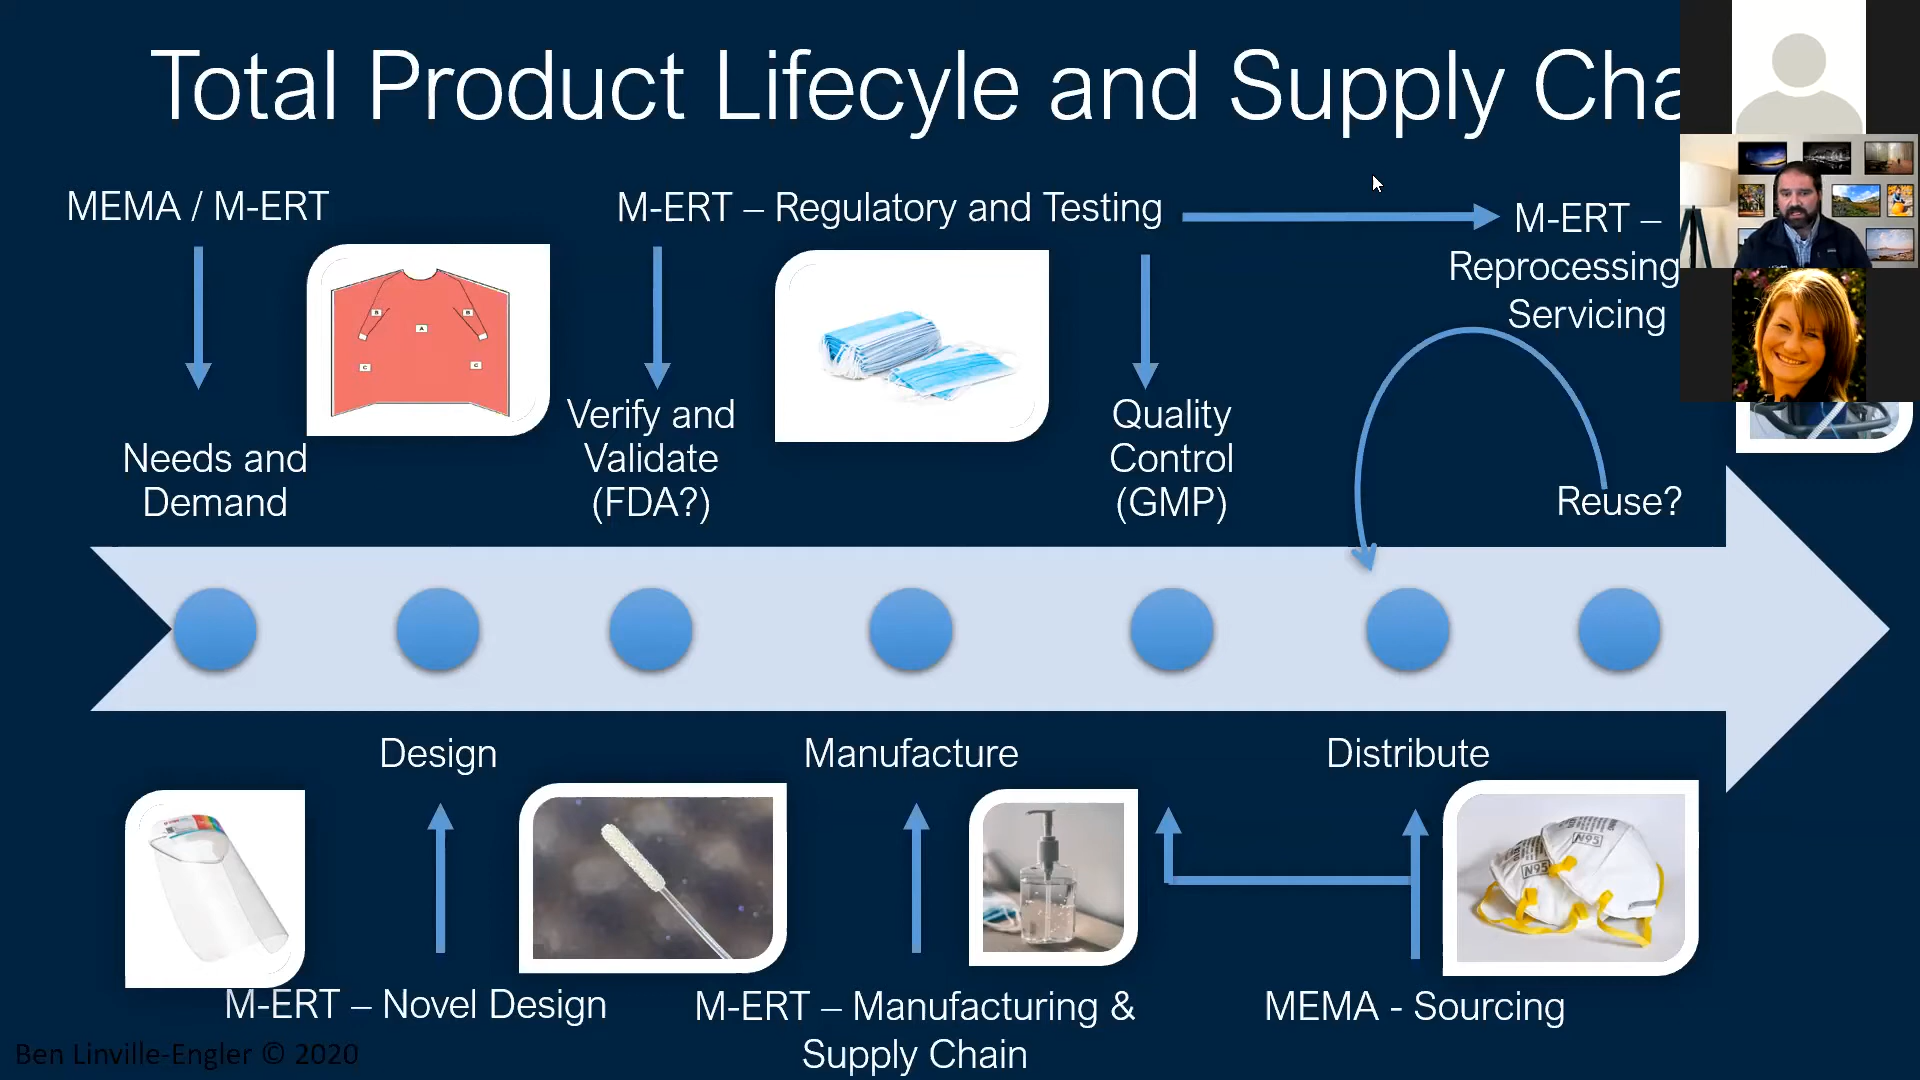 Total Product Lifecyle and Supply Cha
MEMA / M-ERT
M-ERT – Regulatory and Testing
M-ERT –
Reprocessing
Servicing
B
B
A
C
C
Needs and
Demand
Verify and
Validate
(FDA?)
Quality
Control
(GMP)
Reuse?
Design
Manufacture
Distribute
N95
N95
M-ERT – Novel Design
M-ERT – Manufacturing &
Supply Chain
MEMA - Sourcing
Ben Linville-Engler © 2020